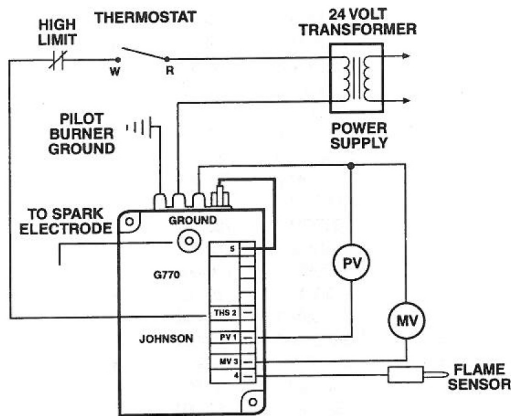 HIGH
LIMIT
THERMOSTAT
W
R
24 VOLT
TRANSFORMER
POWER
SUPPLY
PILOT
BURNER
GROUND
TO SPARK
ELECTRODE
GROUND
5
G770
THS 2
JOHNSON
PV 1
MV 3
4
PV
MV
FLAME
SENSOR